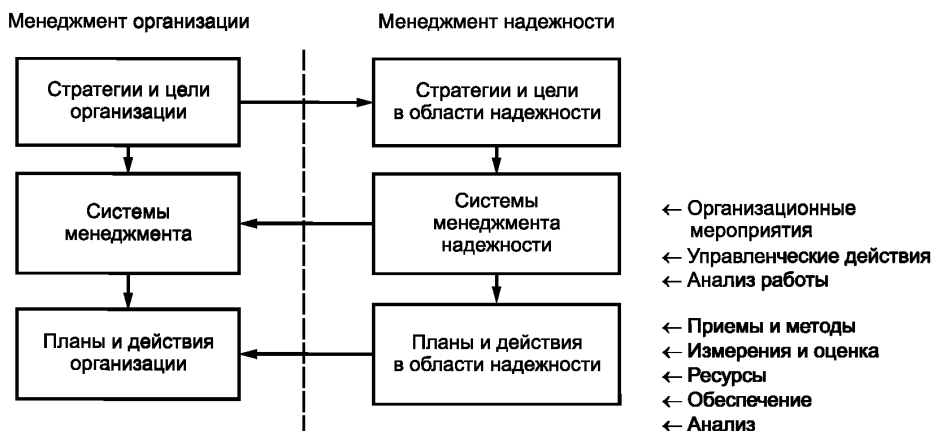 Менеджмент организации
Менеджмент надежности
Стратегии и цели
организации
Стратегии и цели
в области надежности
Системы
менеджмента
Системы
менеджмента
надежности
← Организационные
мероприятия
← Управленческие действия
← Анализ работы
Планы и действия
организации
Планы и действия
в области надежности
← Приемы и методы
← Измерения и оценка
← Ресурсы
← Обеспечение
← Анализ